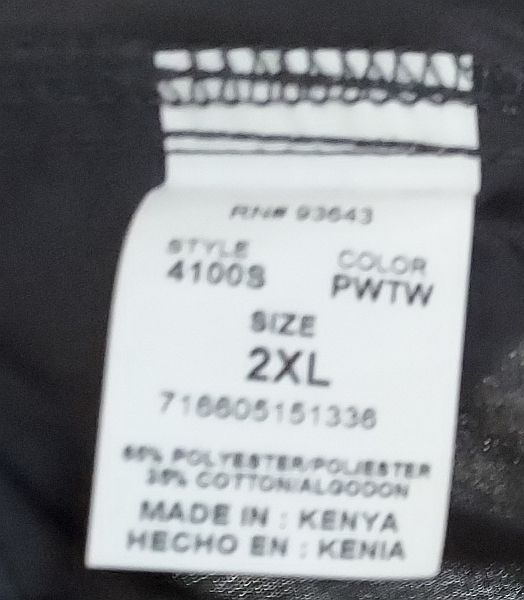 RN# 93643
STYLE COLOR
4100S PWTW
SIZE
2XL
716605151336
65% POLYESTER/POLIESTER
35% COTTON/ALGODON
MADE IN : KENYA
HECHO EN : KENIA